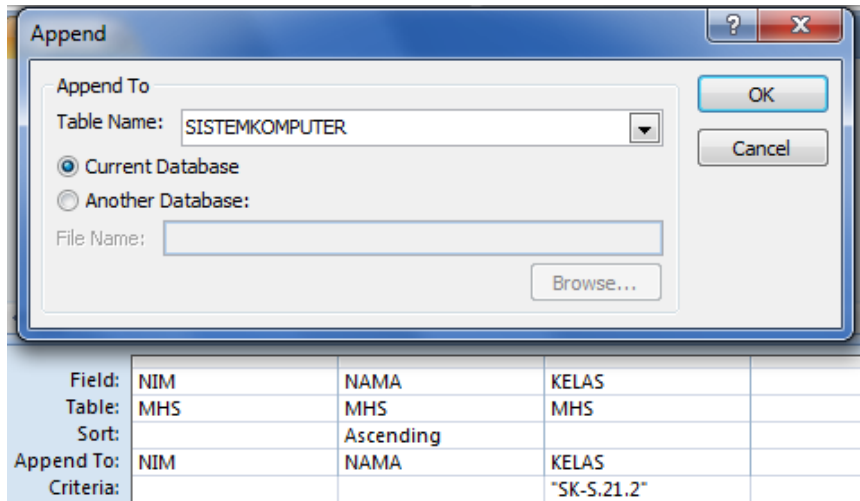 Append
Append To
Table Name: SISTEMKOMPUTER
OK
Current Database
Cancel
Another Database:
File Name:
Browse...
Field: NIM NAMA KELAS
Table: MHS MHS MHS
Sort: Ascending
Append To: NIM NAMA KELAS
Criteria: "SK-S.21.2"